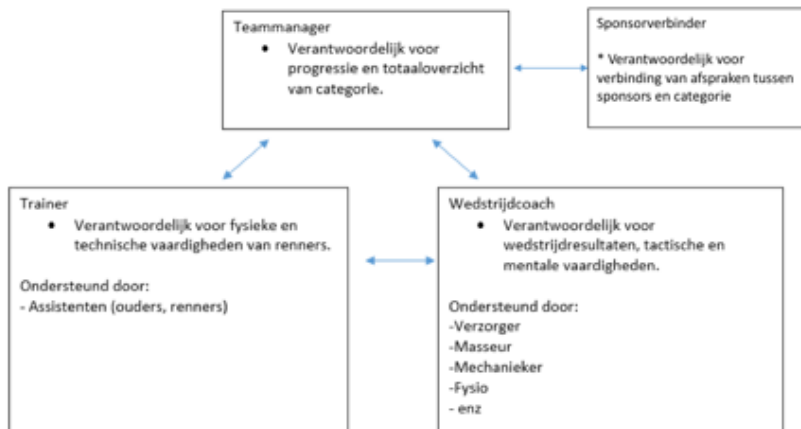 Teammanager
• Verantwoordelijk voor
progressie en totaaloverzicht
van categorie.
Sponsorverbinder
* Verantwoordelijk voor
verbinding van afspraken tussen
sponsors en categorie
Trainer
• Verantwoordelijk voor fysieke en
technische vaardigheden van renners.
Ondersteund door:
- Assistenten (ouders, renners)
Wedstrijdcoach
• Verantwoordelijk voor
wedstrijdresultaten, tactische en
mentale vaardigheden.
Ondersteund door:
-Verzorger
-Masseur
-Mechanieker
-Fysio
- enz